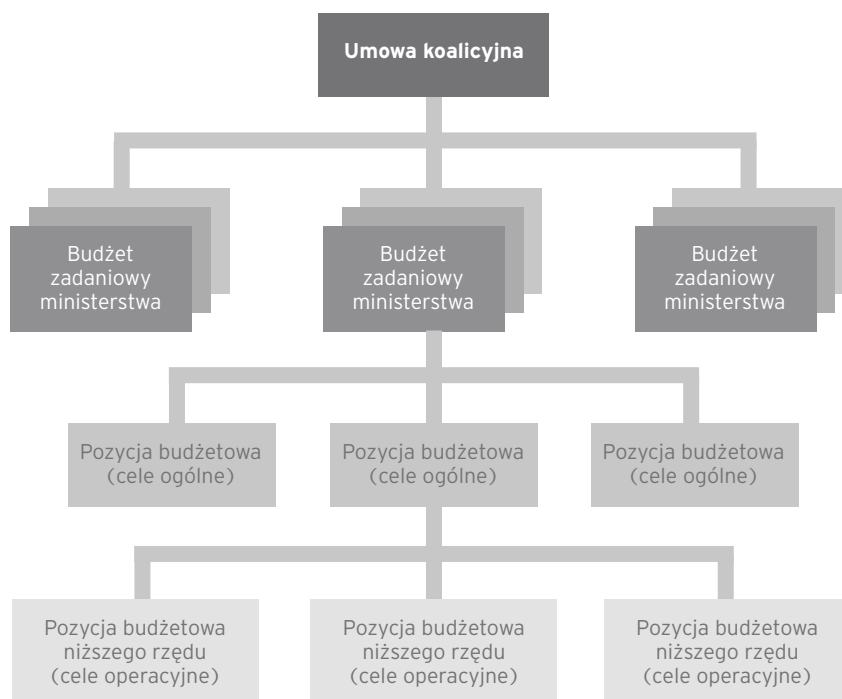 Umowa koalicyjna
Budżet
zadaniowy
ministerstwa
Budżet
zadaniowy
ministerstwa
Budżet
zadaniowy
ministerstwa
Pozycja budżetowa
(cele ogólne)
Pozycja budżetowa
(cele ogólne)
Pozycja budżetowa
(cele ogólne)
Pozycja budżetowa
niższego rzędu
(cele operacyjne)
Pozycja budżetowa
niższego rzędu
(cele operacyjne)
Pozycja budżetowa
niższego rzędu
(cele operacyjne)